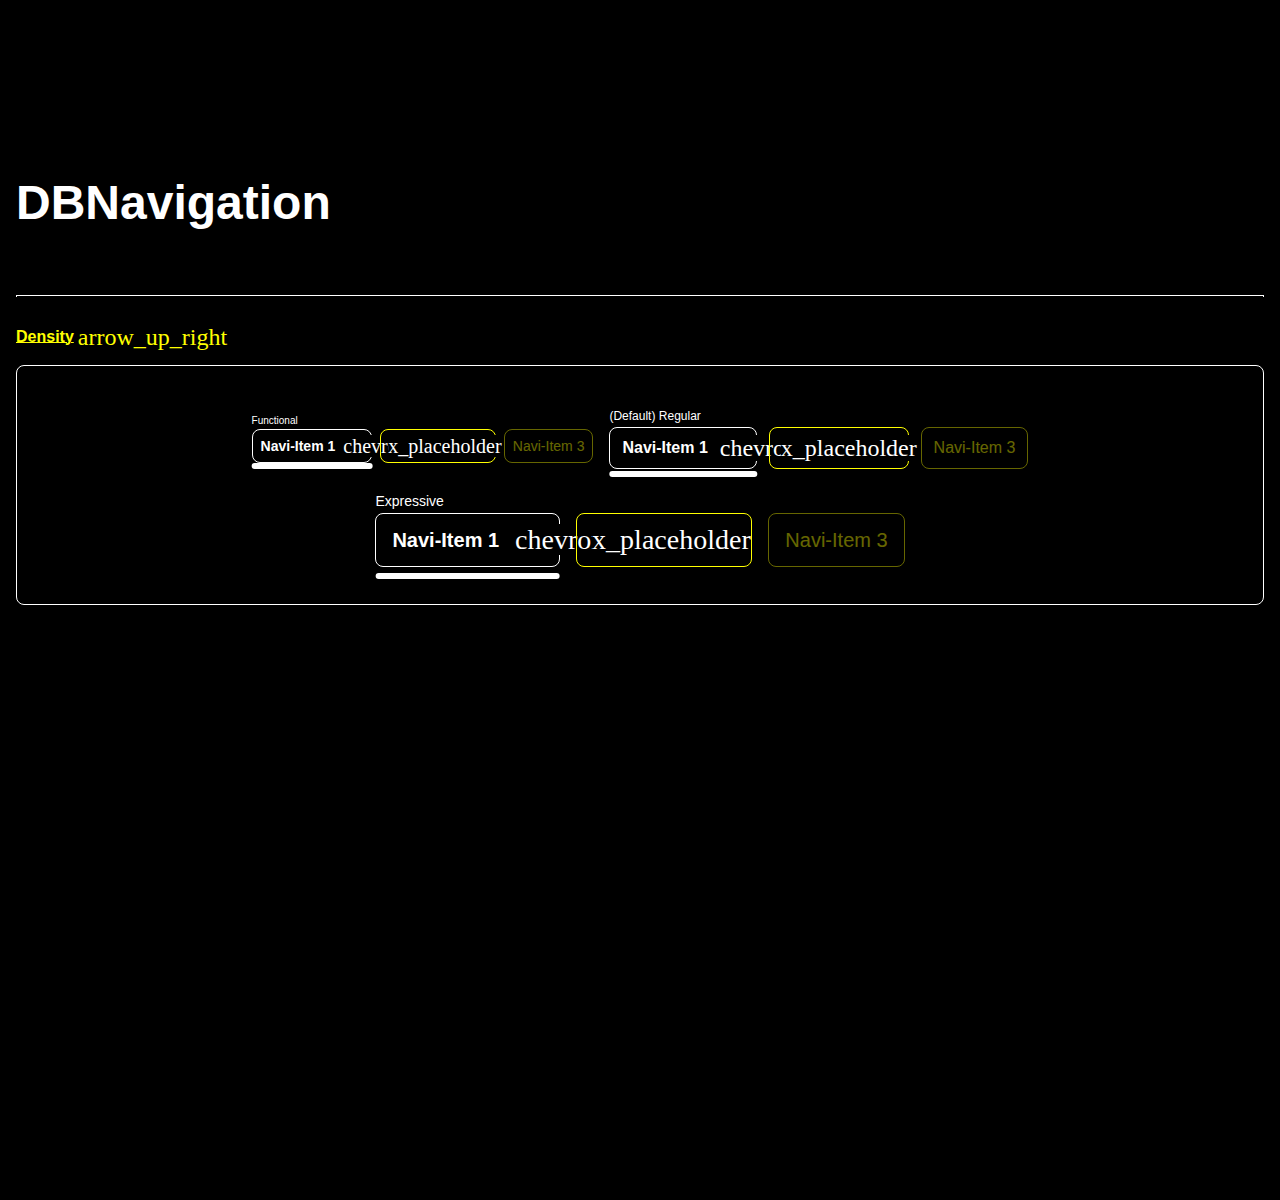 DBNavigation
Density arrow_up_right
Functional
Navi-Item 1 chevrx_placeholder Navi-Item 3
(Default) Regular
Navi-Item 1 chevrcx_placeholder Navi-Item 3
Expressive
Navi-Item 1 chevrox_placeholder Navi-Item 3